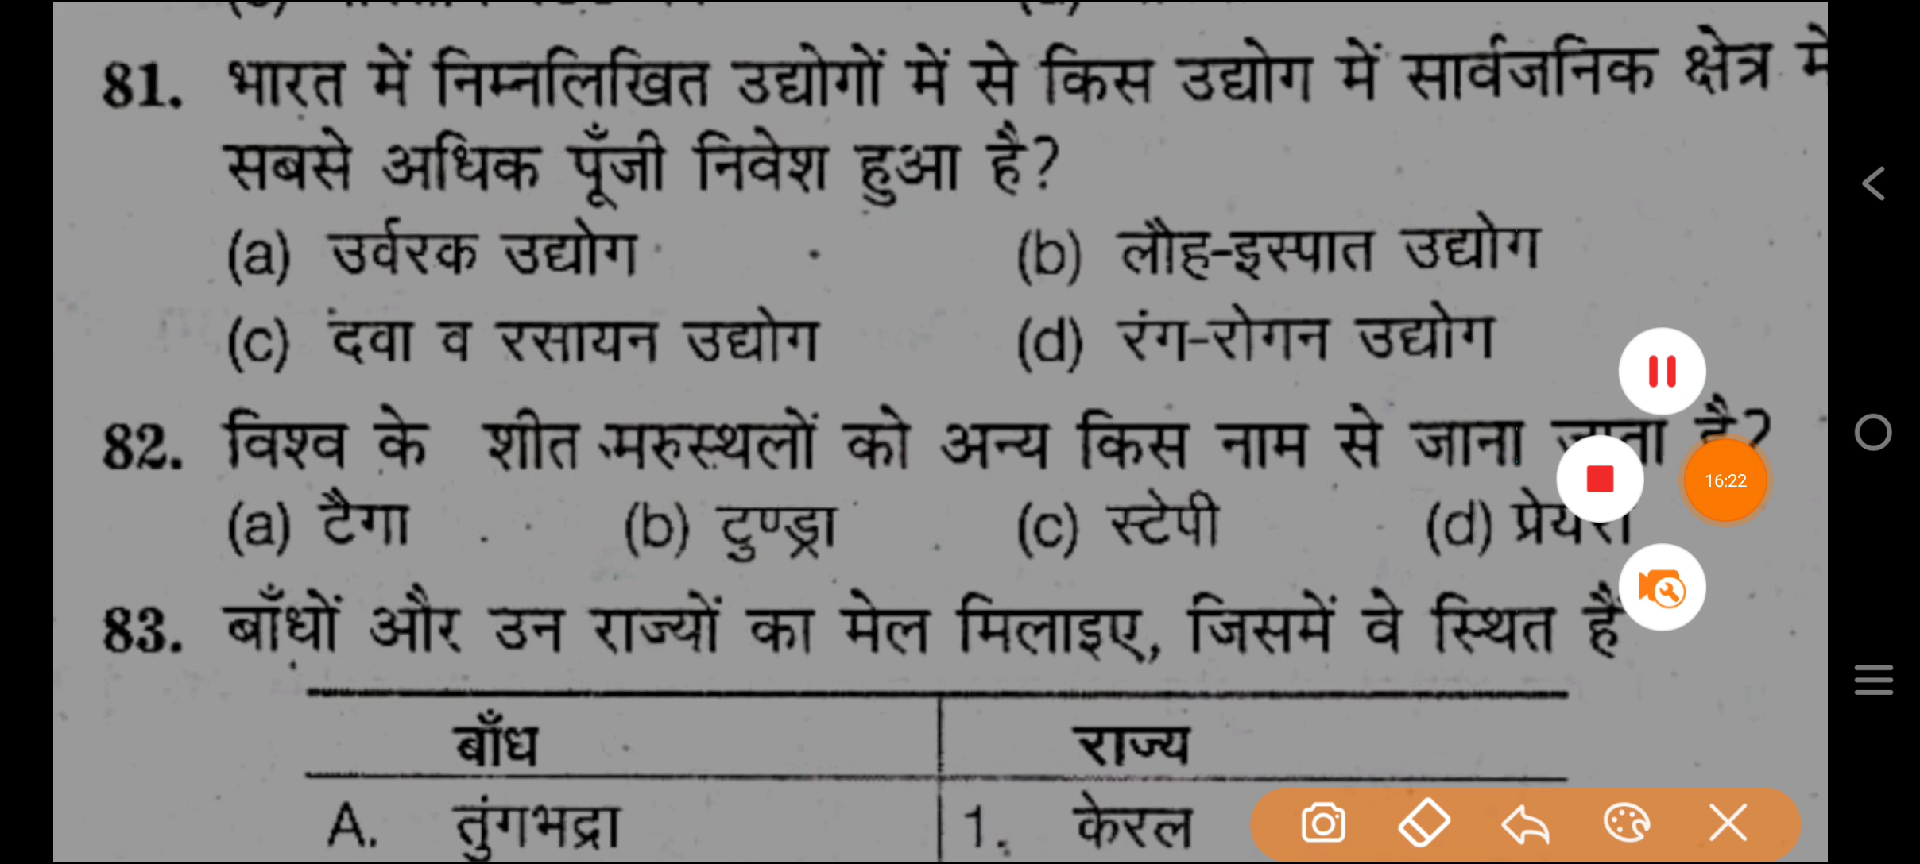 81. भारत में निम्नलिखित उद्योगों में से किस उद्योग में सार्वजनिक क्षेत्र में
सबसे अधिक पूँजी निवेश हुआ है?
(a) उर्वरक उद्योग (b) लौह-इस्पात उद्योग
(c) दवा व रसायन उद्योग (d) रंग-रोगन उद्योग
82. विश्व के शीत मरुस्थलों को अन्य किस नाम से जाना जाता है?
16:22
(a) टैगा (b) टुण्ड्रा (c) स्टेपी (d) प्रेयरी
83. बाँधों और उन राज्यों का मेल मिलाइए, जिसमें वे स्थित हैं
बाँध राज्य
A. तुंगभद्रा 1. केरल